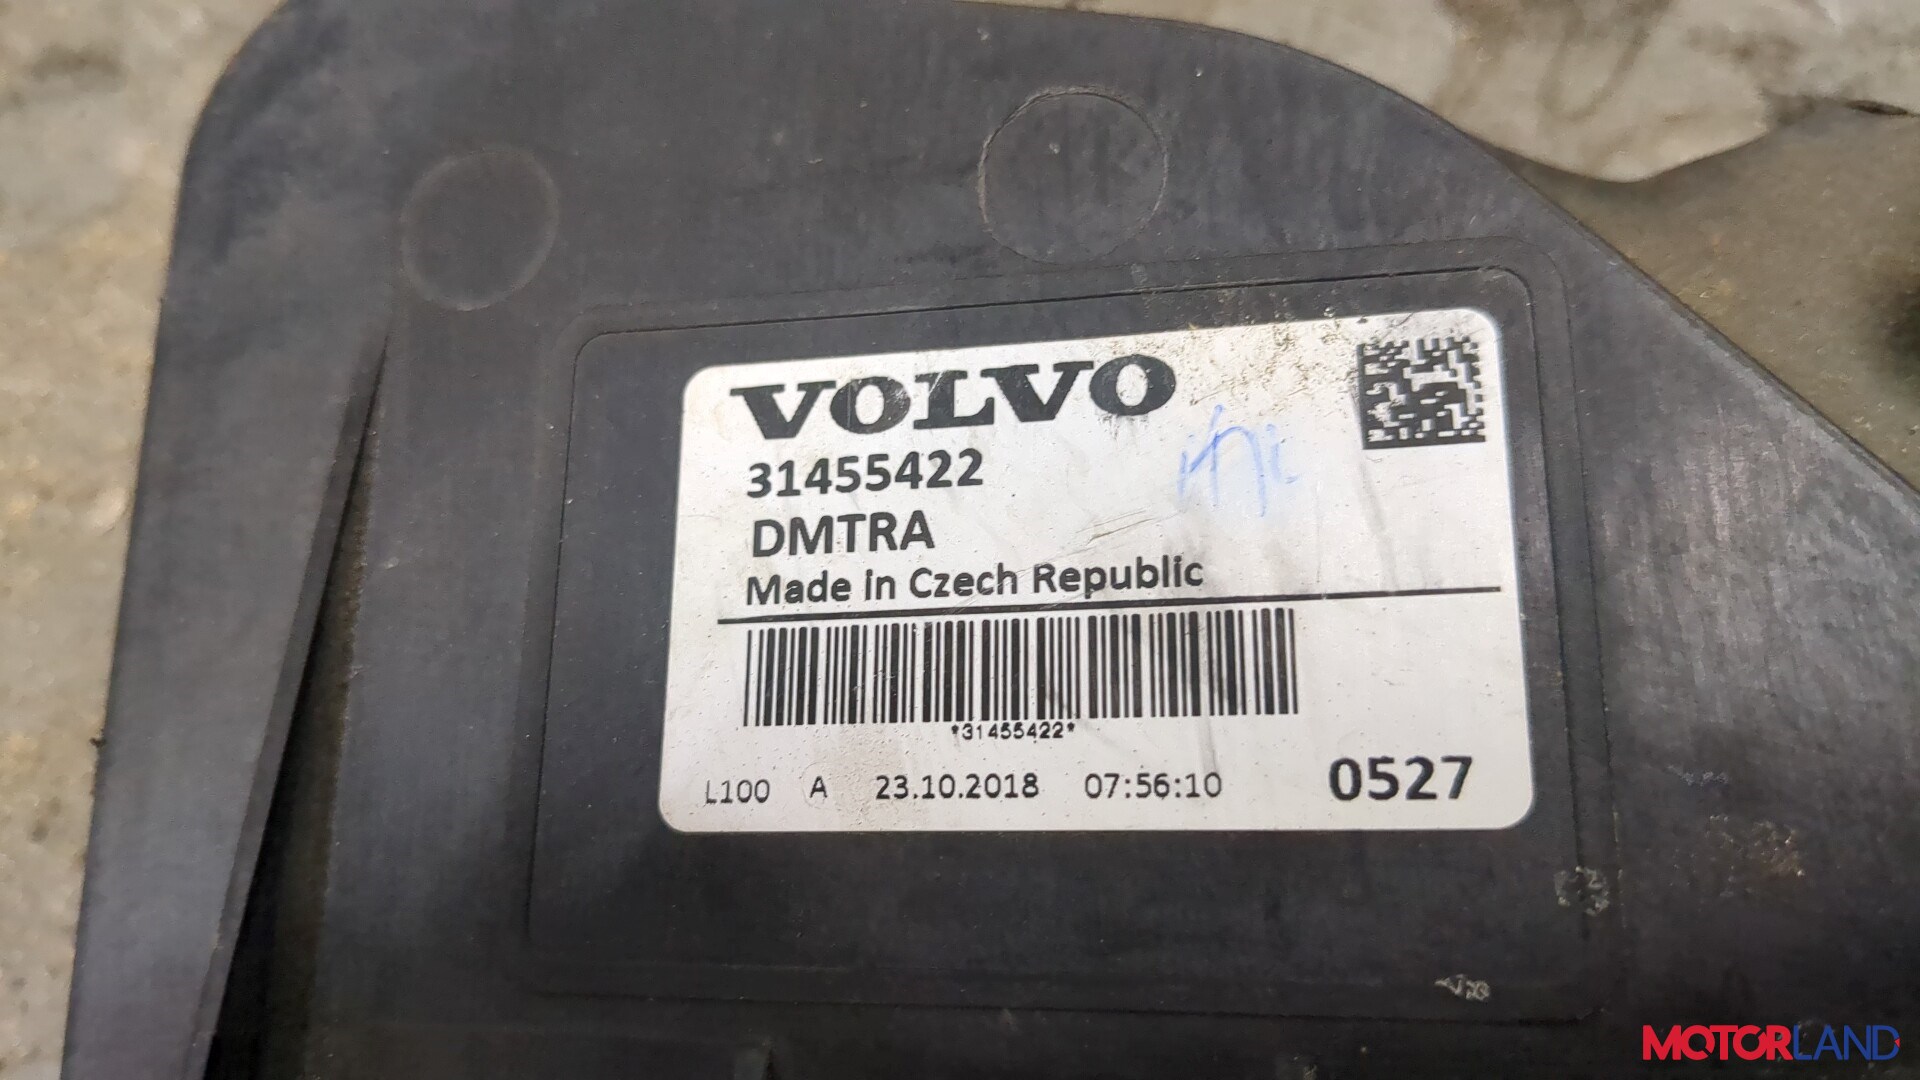 VOLVO
31455422
DMTRA
Made in Czech Republic
*31455422*
L100 A 23.10.2018 07:56:10 0527
MOTORLAND